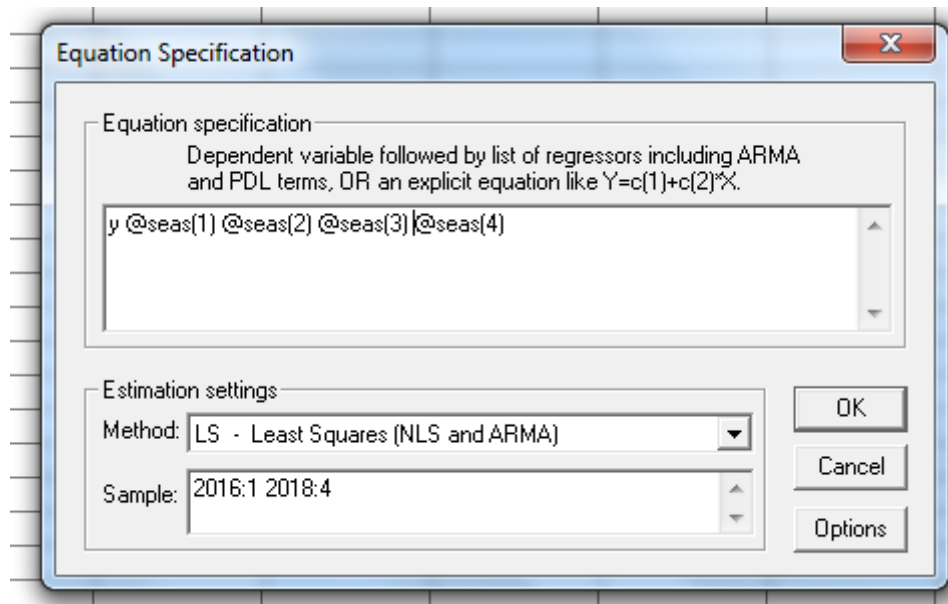 Equation Specification
Equation specification
Dependent variable followed by list of regressors including ARMA
and PDL terms, OR an explicit equation like Y=c(1)+c(2)*X.
y @seas(1) @seas(2) @seas(3) @seas(4)
Estimation settings
Method: LS - Least Squares (NLS and ARMA)
Sample: 2016:1 2018:4
OK
Cancel
Options